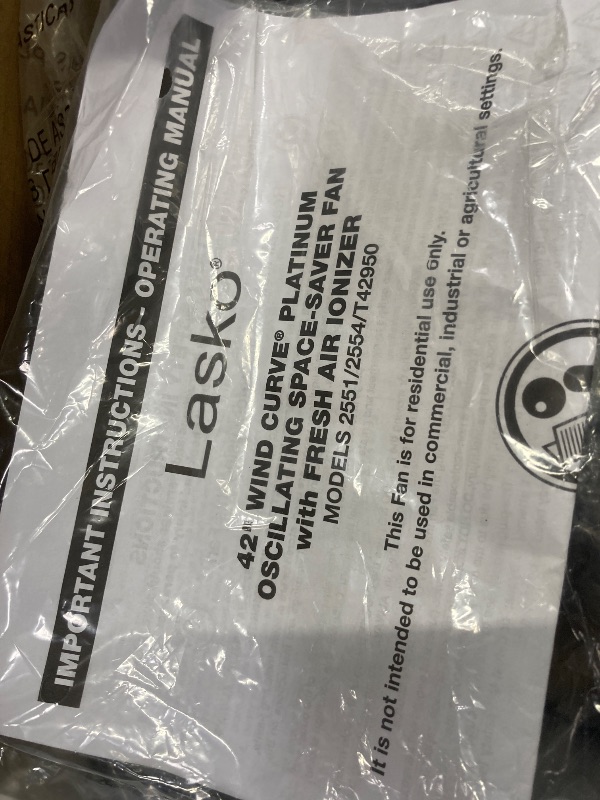 IMPORTANT INSTRUCTIONS - OPERATING MANUAL
Lasko®
42" WIND CURVE® PLATINUM
OSCILLATING SPACE-SAVER FAN
with FRESH AIR IONIZER
MODELS 2551/2554/T42950
This Fan is for residential use only.
It is not intended to be used in commercial, industrial or agricultural settings.